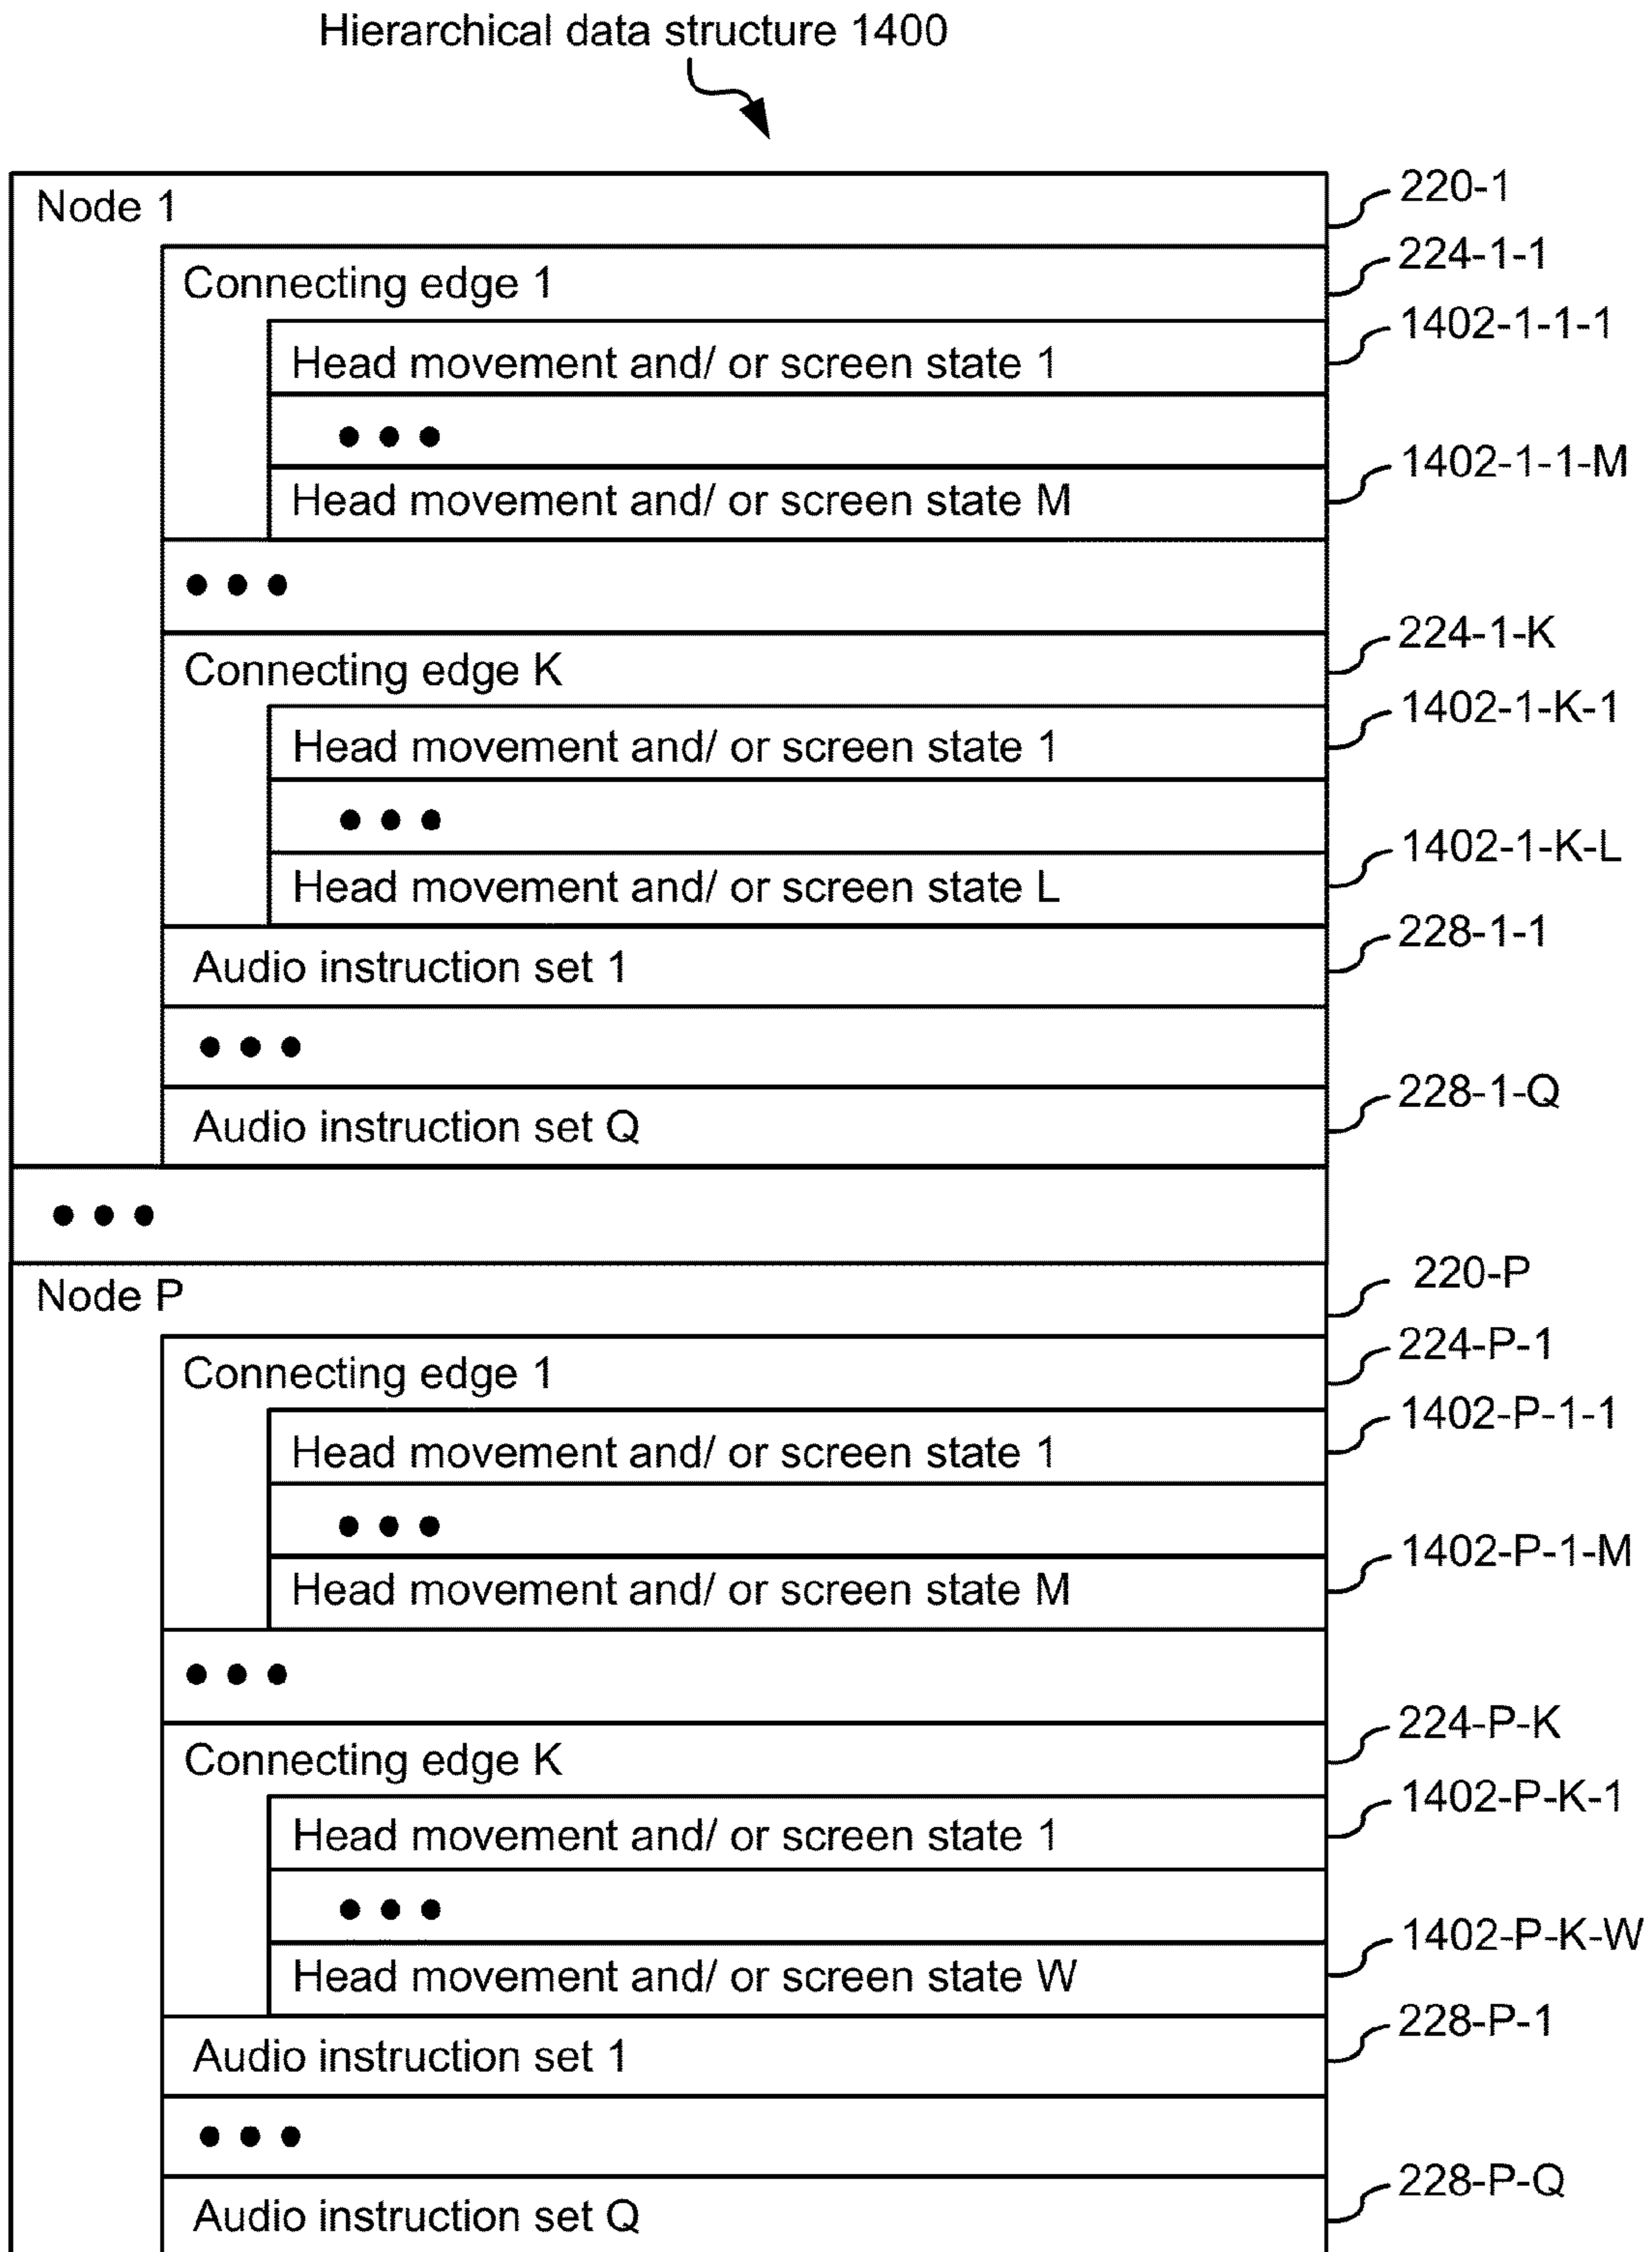 Hierarchical data structure 1400
Node 1
220-1
Connecting edge 1
224-1-1
Head movement and/ or screen state 1
1402-1-1-1
Head movement and/ or screen state M
1402-1-1-M
Connecting edge K
224-1-K
Head movement and/ or screen state 1
1402-1-K-1
Head movement and/ or screen state L
1402-1-K-L
Audio instruction set 1
228-1-1
Audio instruction set Q
228-1-Q
Node P
220-P
Connecting edge 1
224-P-1
Head movement and/ or screen state 1
1402-P-1-1
Head movement and/ or screen state M
1402-P-1-M
Connecting edge K
224-P-K
Head movement and/ or screen state 1
1402-P-K-1
Head movement and/ or screen state W
1402-P-K-W
Audio instruction set 1
228-P-1
Audio instruction set Q
228-P-Q